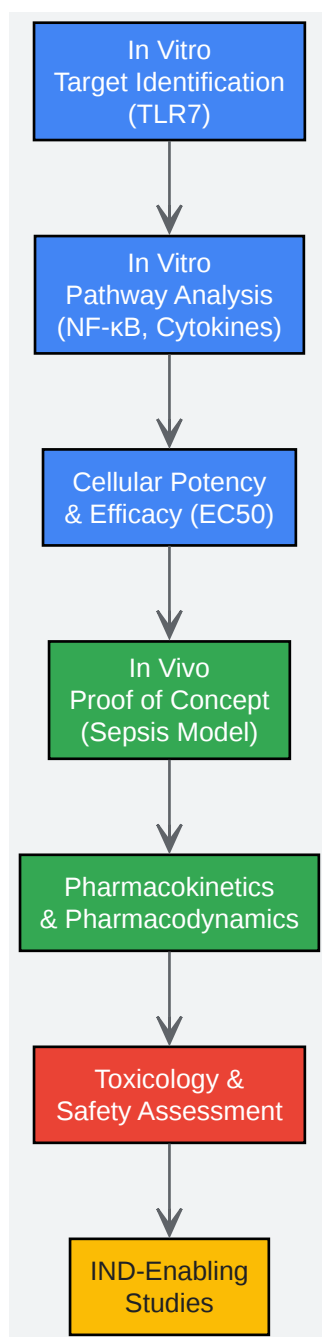 In Vitro
Target Identification
(TLR7)
In Vitro
Pathway Analysis
(NF-κB, Cytokines)
Cellular Potency
& Efficacy (EC50)
In Vivo
Proof of Concept
(Sepsis Model)
Pharmacokinetics
& Pharmacodynamics
Toxicology &
Safety Assessment
IND-Enabling
Studies